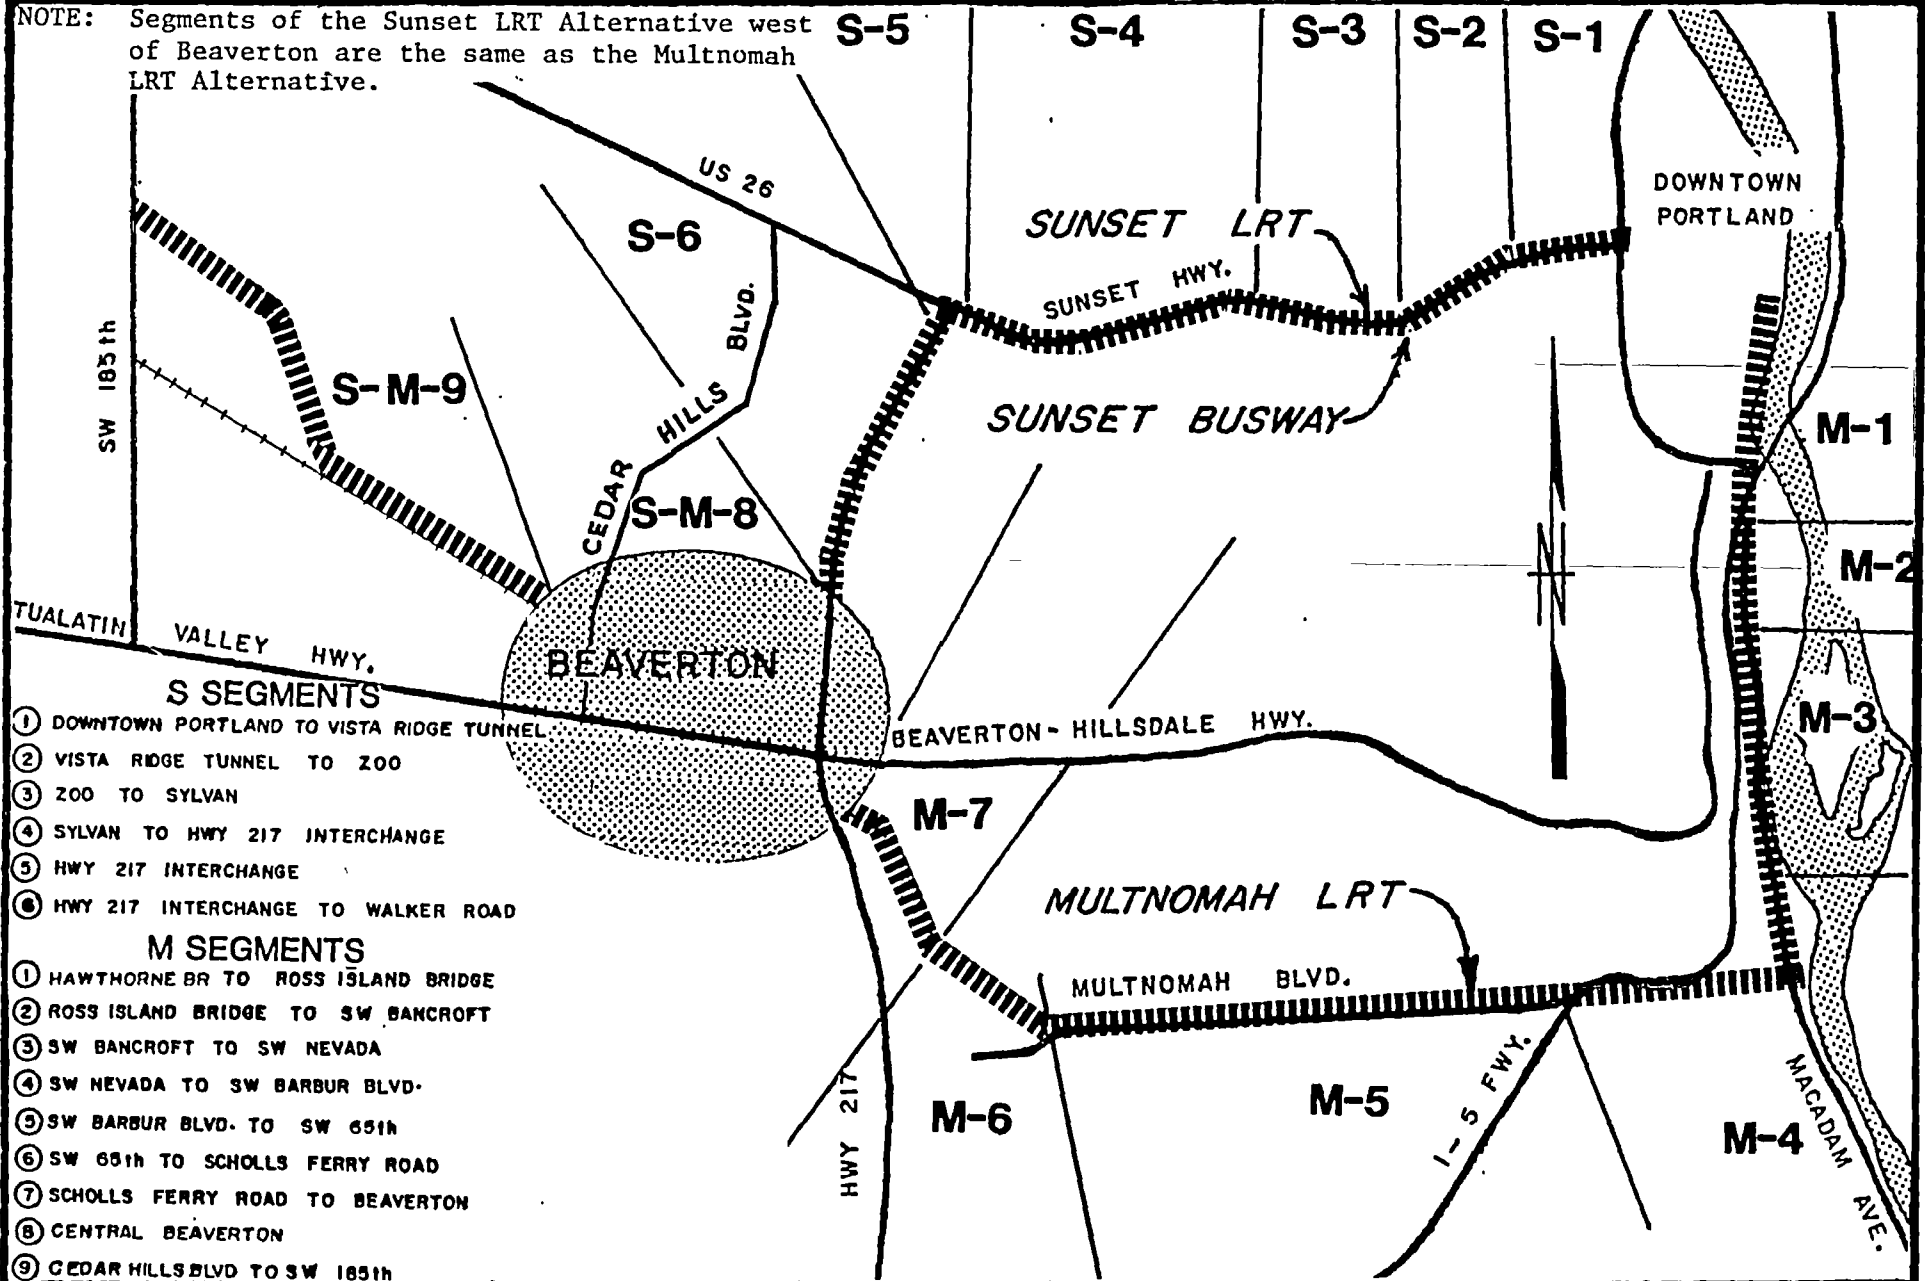 NOTE: Segments of the Sunset LRT Alternative west
of Beaverton are the same as the Multnomah
LRT Alternative.
S-5
S-4
S-3
S-2
S-1
DOWNTOWN
PORTLAND
US 26
S-6
SUNSET LRT
SUNSET HWY.
BLVD.
HILLS
CEDAR
SW 185th
S-M-9
SUNSET BUSWAY
M-1
S-M-8
N
M-2
TUALATIN VALLEY HWY.
BEAVERTON
BEAVERTON-HILLSDALE HWY.
M-3
M-7
MULTNOMAH LRT
MULTNOMAH BLVD.
HWY 217
M-6
M-5
I-5 FWY.
M-4
MACADAM AVE.
S SEGMENTS
1 DOWNTOWN PORTLAND TO VISTA RIDGE TUNNEL
2 VISTA RIDGE TUNNEL TO ZOO
3 ZOO TO SYLVAN
4 SYLVAN TO HWY 217 INTERCHANGE
5 HWY 217 INTERCHANGE
6 HWY 217 INTERCHANGE TO WALKER ROAD
M SEGMENTS
1 HAWTHORNE BR TO ROSS ISLAND BRIDGE
2 ROSS ISLAND BRIDGE TO SW BANCROFT
3 SW BANCROFT TO SW NEVADA
4 SW NEVADA TO SW BARBUR BLVD.
5 SW BARBUR BLVD. TO SW 65th
6 SW 65th TO SCHOLLS FERRY ROAD
7 SCHOLLS FERRY ROAD TO BEAVERTON
8 CENTRAL BEAVERTON
9 CEDAR HILLS BLVD TO SW 185th